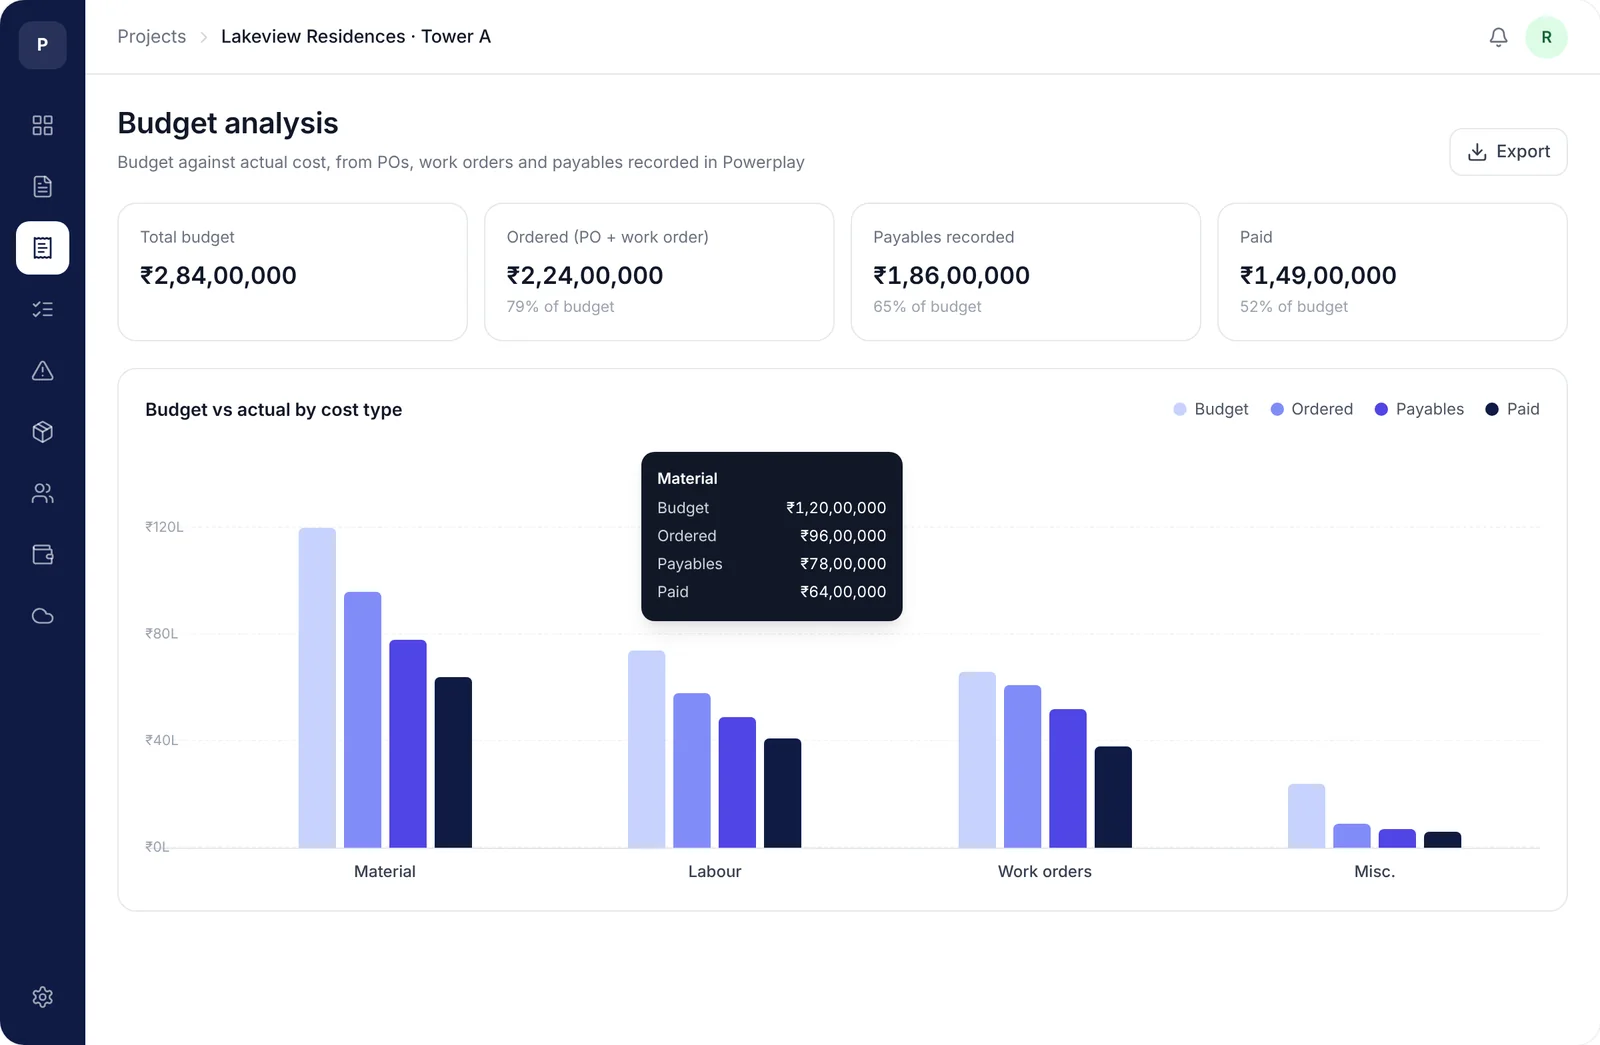 P
Projects
Lakeview Residences · Tower A
R
Budget analysis
Budget against actual cost, from POs, work orders and payables recorded in Powerplay
Export
Total budget
₹2,84,00,000
Ordered (PO + work order)
₹2,24,00,000
79% of budget
Payables recorded
₹1,86,00,000
65% of budget
Paid
₹1,49,00,000
52% of budget
Budget vs actual by cost type
Budget
Ordered
Payables
Paid
Material
Budget ₹1,20,00,000
Ordered ₹96,00,000
Payables ₹78,00,000
Paid ₹64,00,000
₹120L
₹80L
₹40L
₹0L
Material
Labour
Work orders
Misc.